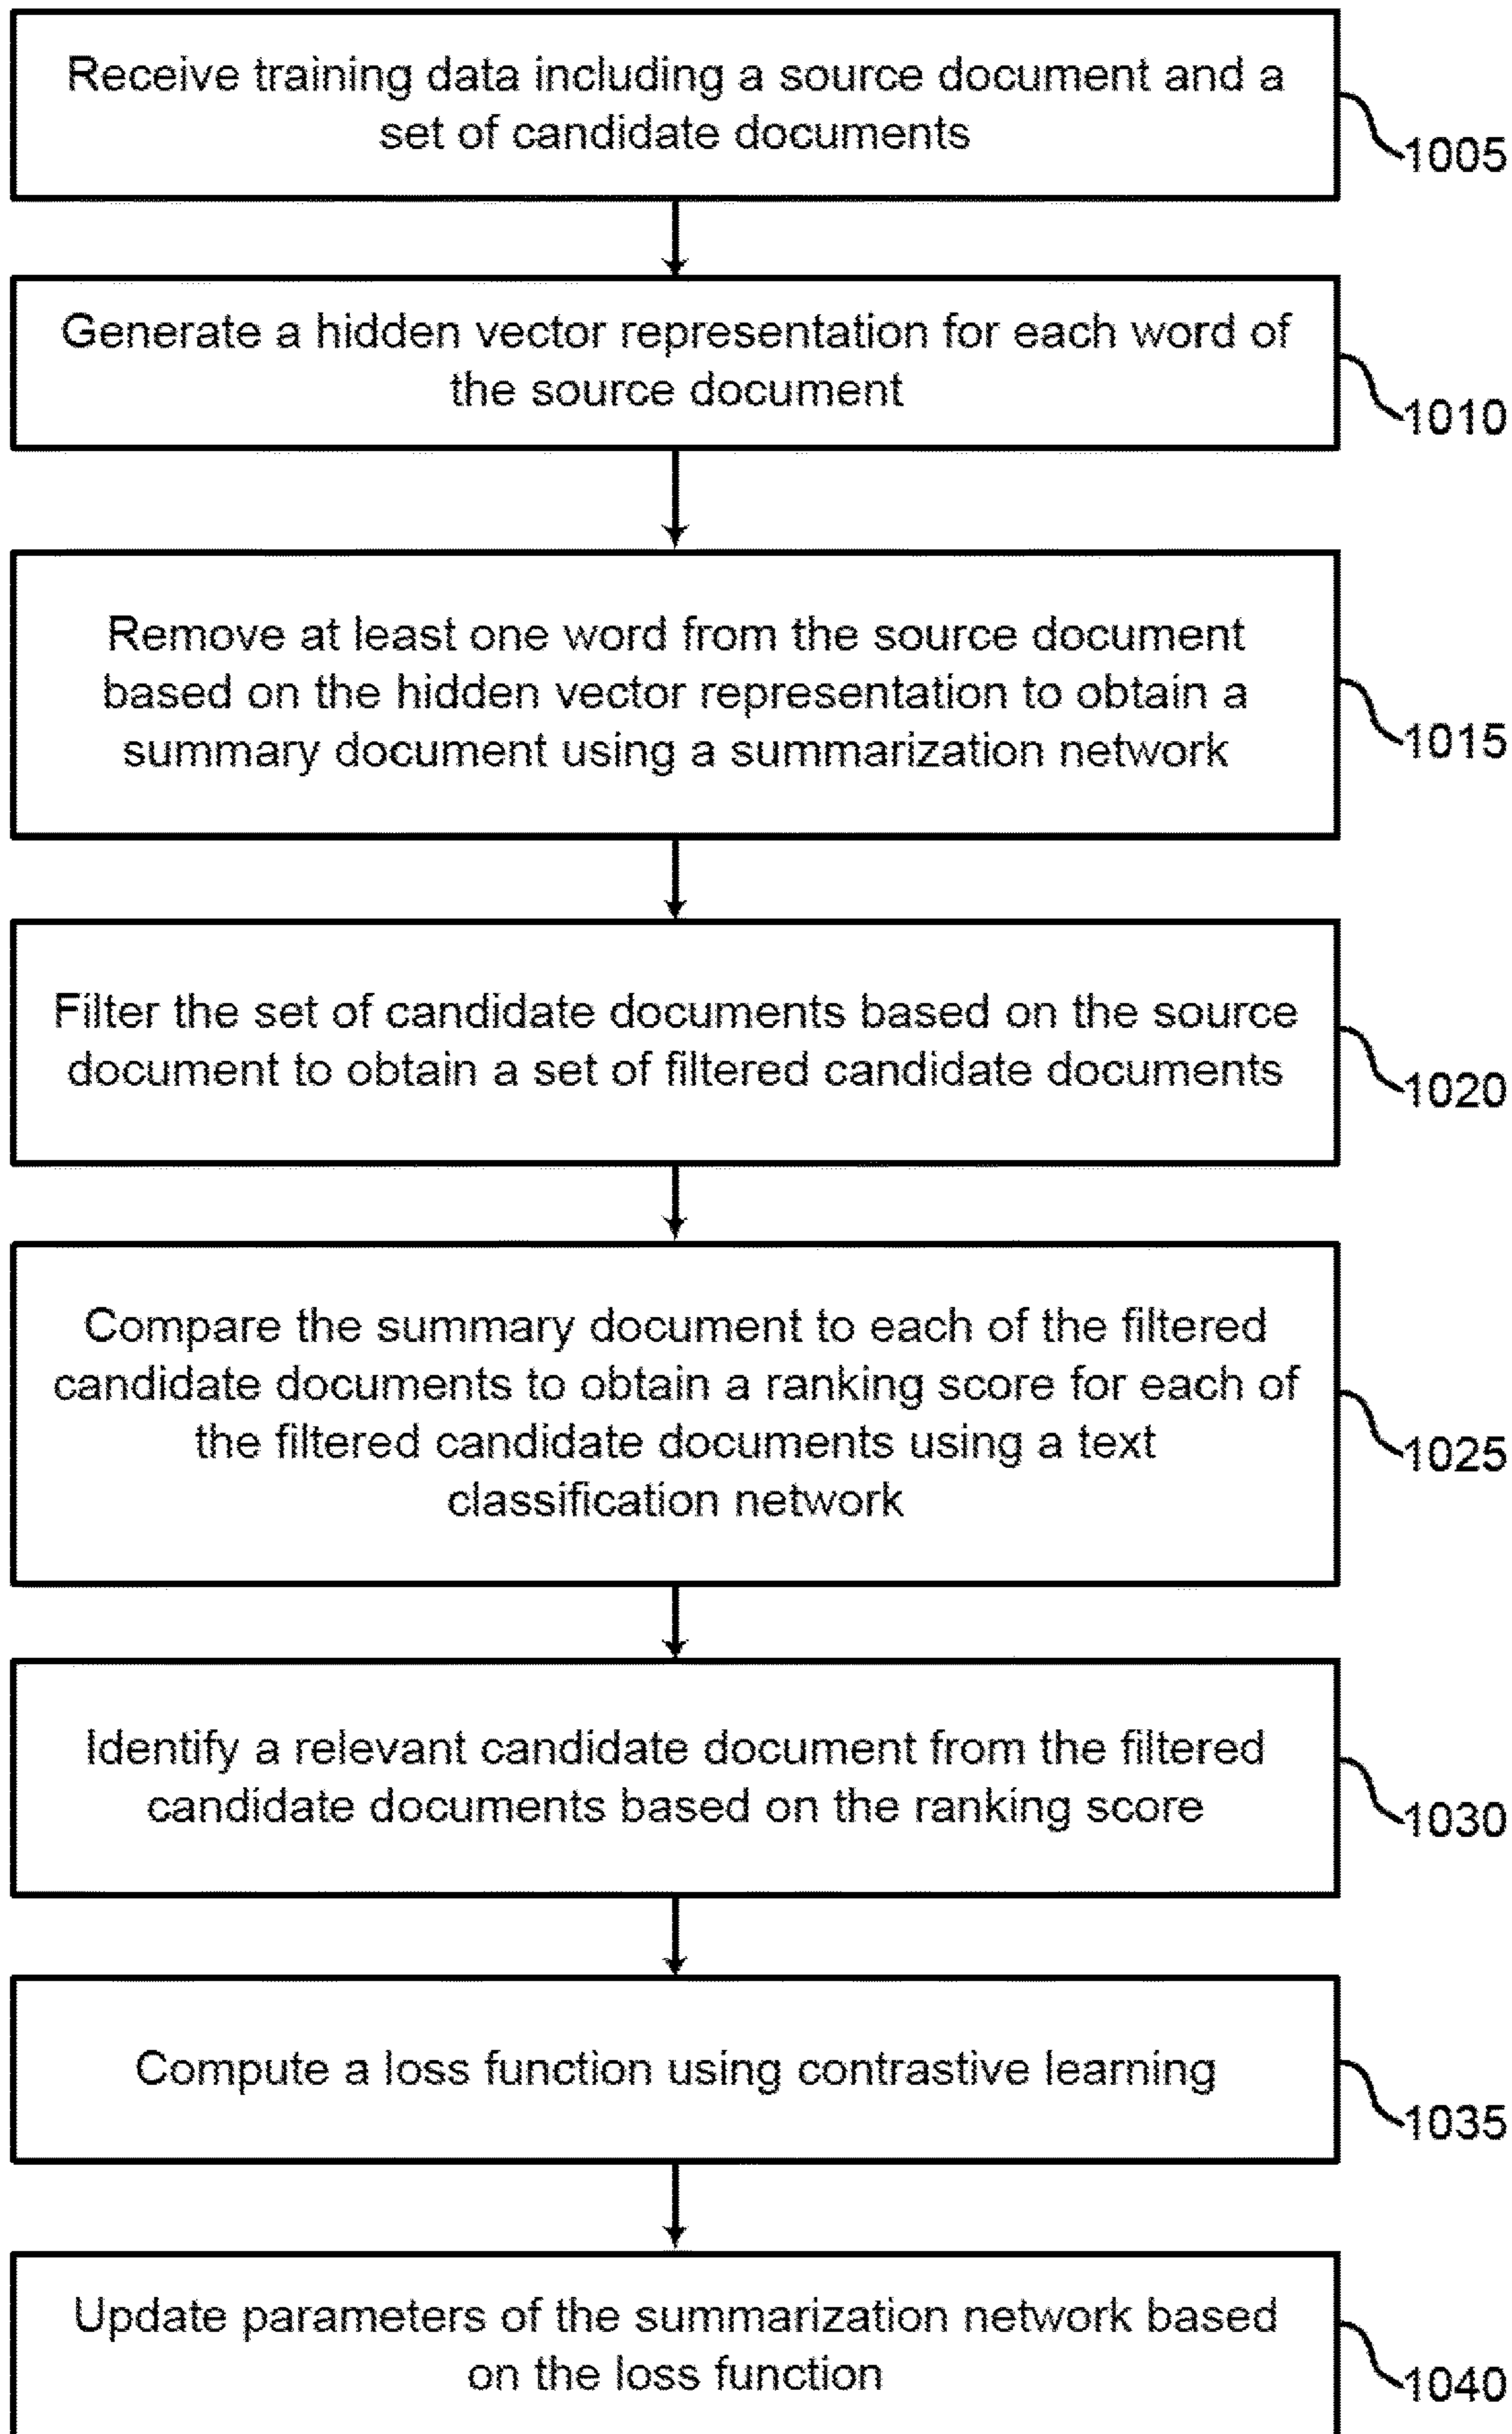 Receive training data including a source document and a
set of candidate documents
1005
Generate a hidden vector representation for each word of
the source document
1010
Remove at least one word from the source document
based on the hidden vector representation to obtain a
summary document using a summarization network
1015
Filter the set of candidate documents based on the source
document to obtain a set of filtered candidate documents
1020
Compare the summary document to each of the filtered
candidate documents to obtain a ranking score for each of
the filtered candidate documents using a text
classification network
1025
Identify a relevant candidate document from the filtered
candidate documents based on the ranking score
1030
Compute a loss function using contrastive learning
1035
Update parameters of the summarization network based
on the loss function
1040